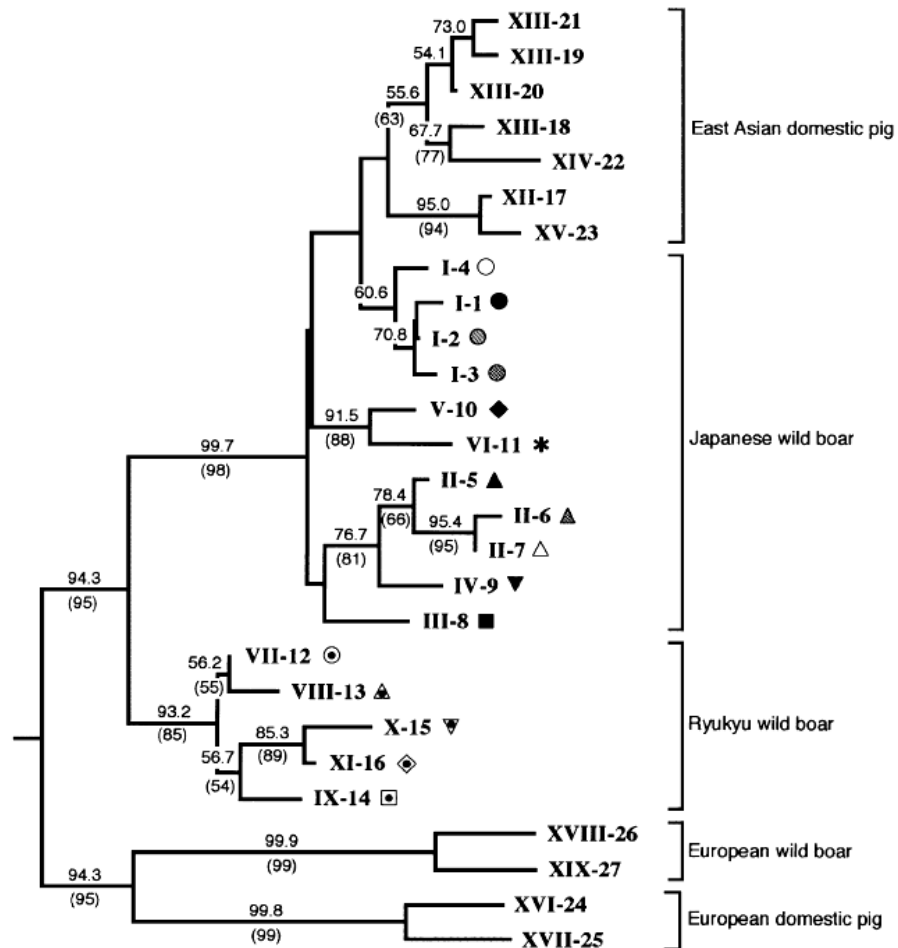 73.0 XIII-21
54.1 XIII-19
55.6 XIII-20
(63)
67.7 XIII-18
(77) XIV-22
East Asian domestic pig
95.0 XII-17
(94) XV-23
I-4
60.6 I-1
70.8 I-2
I-3
91.5 V-10
(88) VI-11
Japanese wild boar
99.7
(98)
78.4 II-5
(66) 95.4 II-6
(95) II-7
76.7
(81) IV-9
94.3
(95)
III-8
56.2 VII-12
(55) VIII-13
93.2
(85)
85.3 X-15
Ryukyu wild boar
56.7 (89) XI-16
(54) IX-14
99.9 XVIII-26
(99) XIX-27
European wild boar
94.3
(95)
99.8 XVI-24
(99) XVII-25
European domestic pig